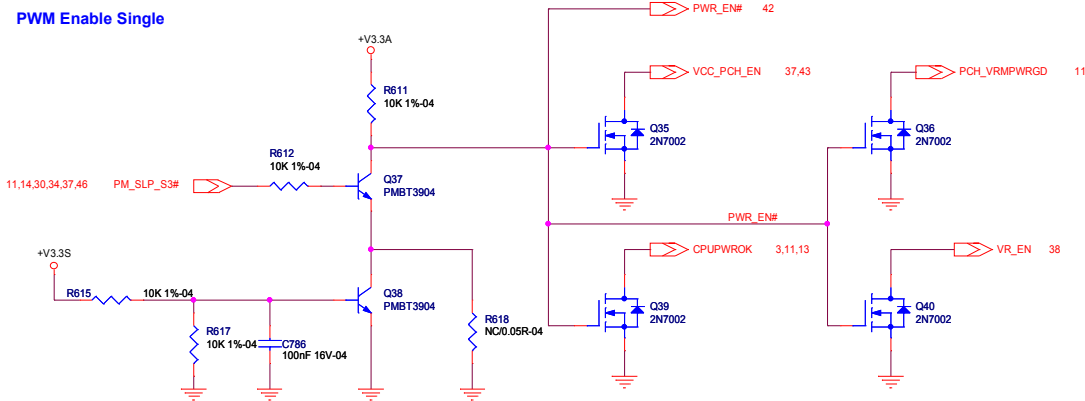 PWM Enable Single
PWR_EN# 42
+V3.3A
VCC_PCH_EN 37,43
PCH_VRMPWRGD 11
R611
10K 1%-04
Q35
2N7002
Q36
2N7002
R612
10K 1%-04
11,14,30,34,37,46 PM_SLP_S3#
Q37
PMBT3904
PWR_EN#
+V3.3S
CPUPWROK 3,11,13
VR_EN 38
R615 10K 1%-04
Q38
PMBT3904
Q39
2N7002
Q40
2N7002
R618
NC/0.05R-04
R617
10K 1%-04
C786
100nF 16V-04